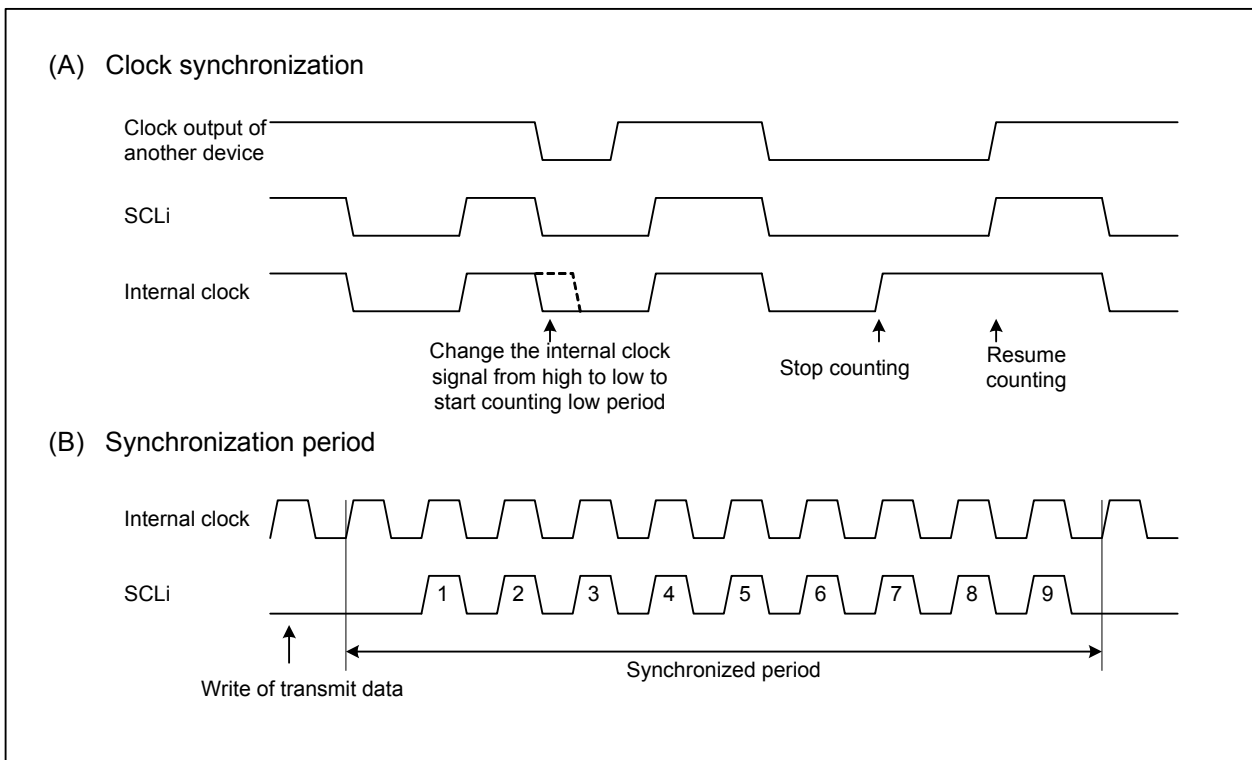 (A) Clock synchronization
Clock output of
another device
SCLi
Internal clock
Change the internal clock
signal from high to low to
start counting low period
Stop counting
Resume
counting
(B) Synchronization period
Internal clock
SCLi
1 2 3 4 5 6 7 8 9
Synchronized period
Write of transmit data